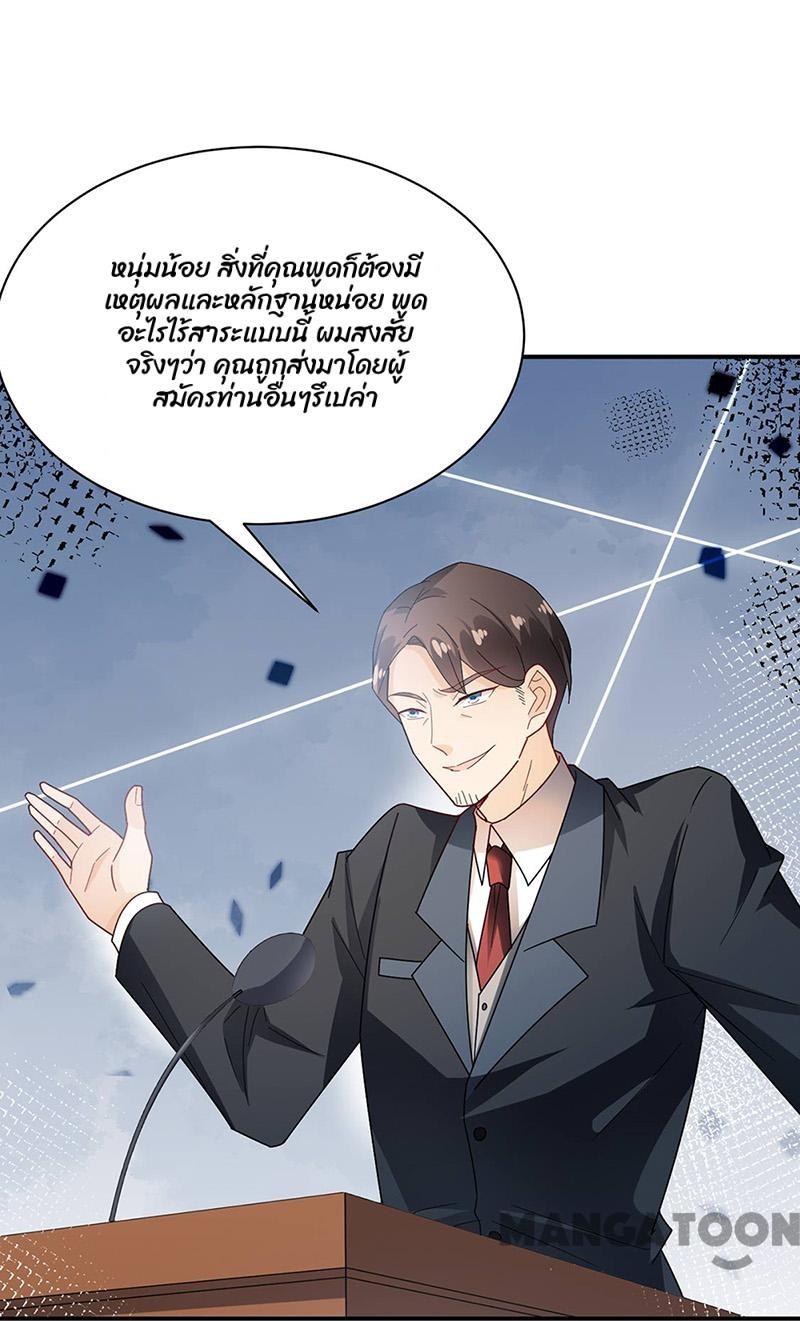 หนุ่มน้อย สิ่งที่คุณพูดก็ต้องมี
เหตุผลและหลักฐานหน่อย พูด
อะไรไร้สาระแบบนี้ ผมสงสัย
จริงๆว่า คุณถูกส่งมาโดยผู้
สมัครท่านอื่นๆรึเปล่า
MANGATOON